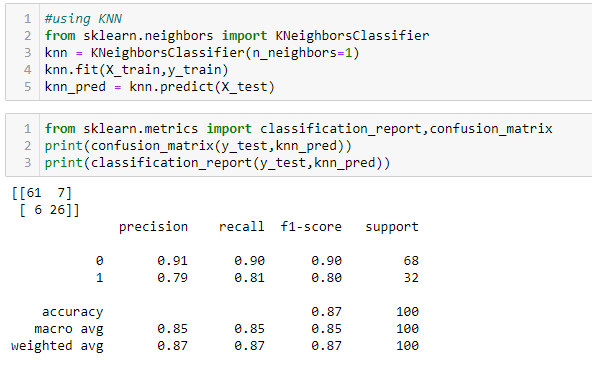 1 #using KNN
2 from sklearn.neighbors import KNeighborsClassifier
3 knn = KNeighborsClassifier(n_neighbors=1)
4 knn.fit(X_train,y_train)
5 knn_pred = knn.predict(X_test)
1 from sklearn.metrics import classification_report,confusion_matrix
2 print(confusion_matrix(y_test,knn_pred))
3 print(classification_report(y_test,knn_pred))
[[61  7]
 [ 6 26]]
              precision    recall  f1-score   support

           0       0.91      0.90      0.90        68
           1       0.79      0.81      0.80        32

    accuracy                           0.87       100
   macro avg       0.85      0.85      0.85       100
weighted avg       0.87      0.87      0.87       100